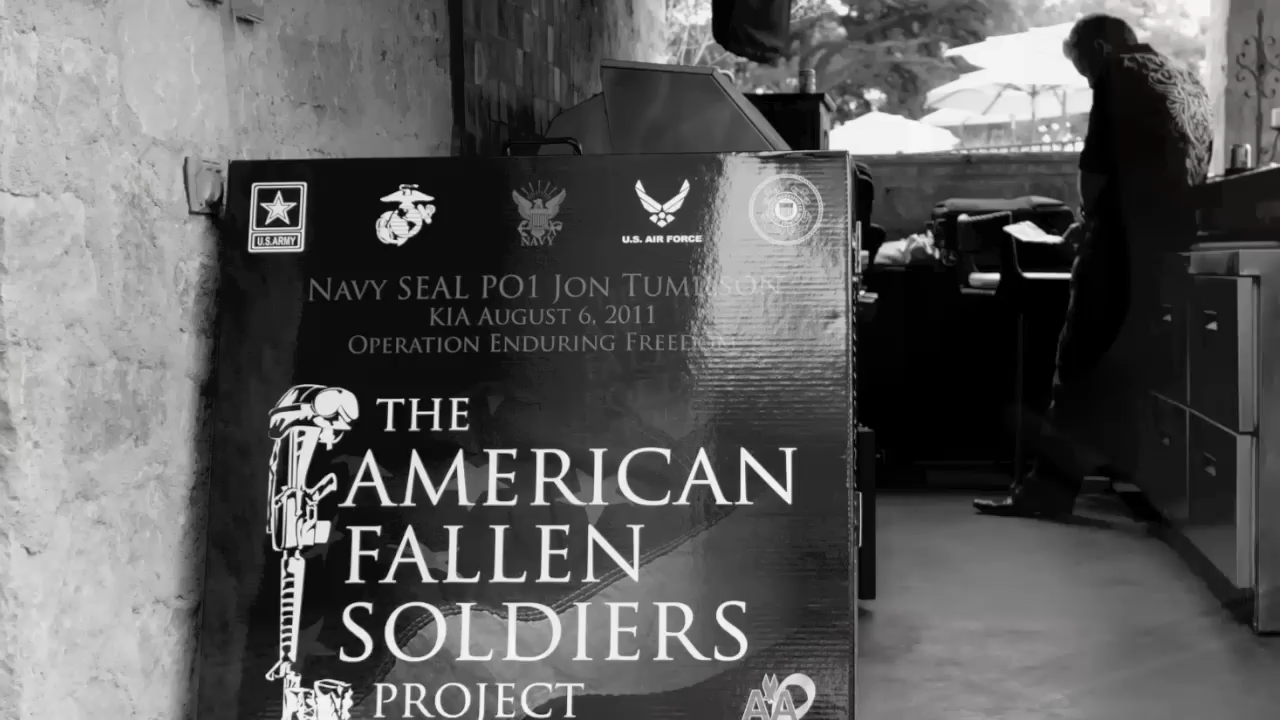 U.S. ARMY
NAVY
U.S. AIR FORCE
NAVY SEAL PO1 JON TUMILSON
KIA AUGUST 6, 2011
OPERATION ENDURING FREEDOM
THE
AMERICAN
FALLEN
SOLDIERS
PROJECT
AA